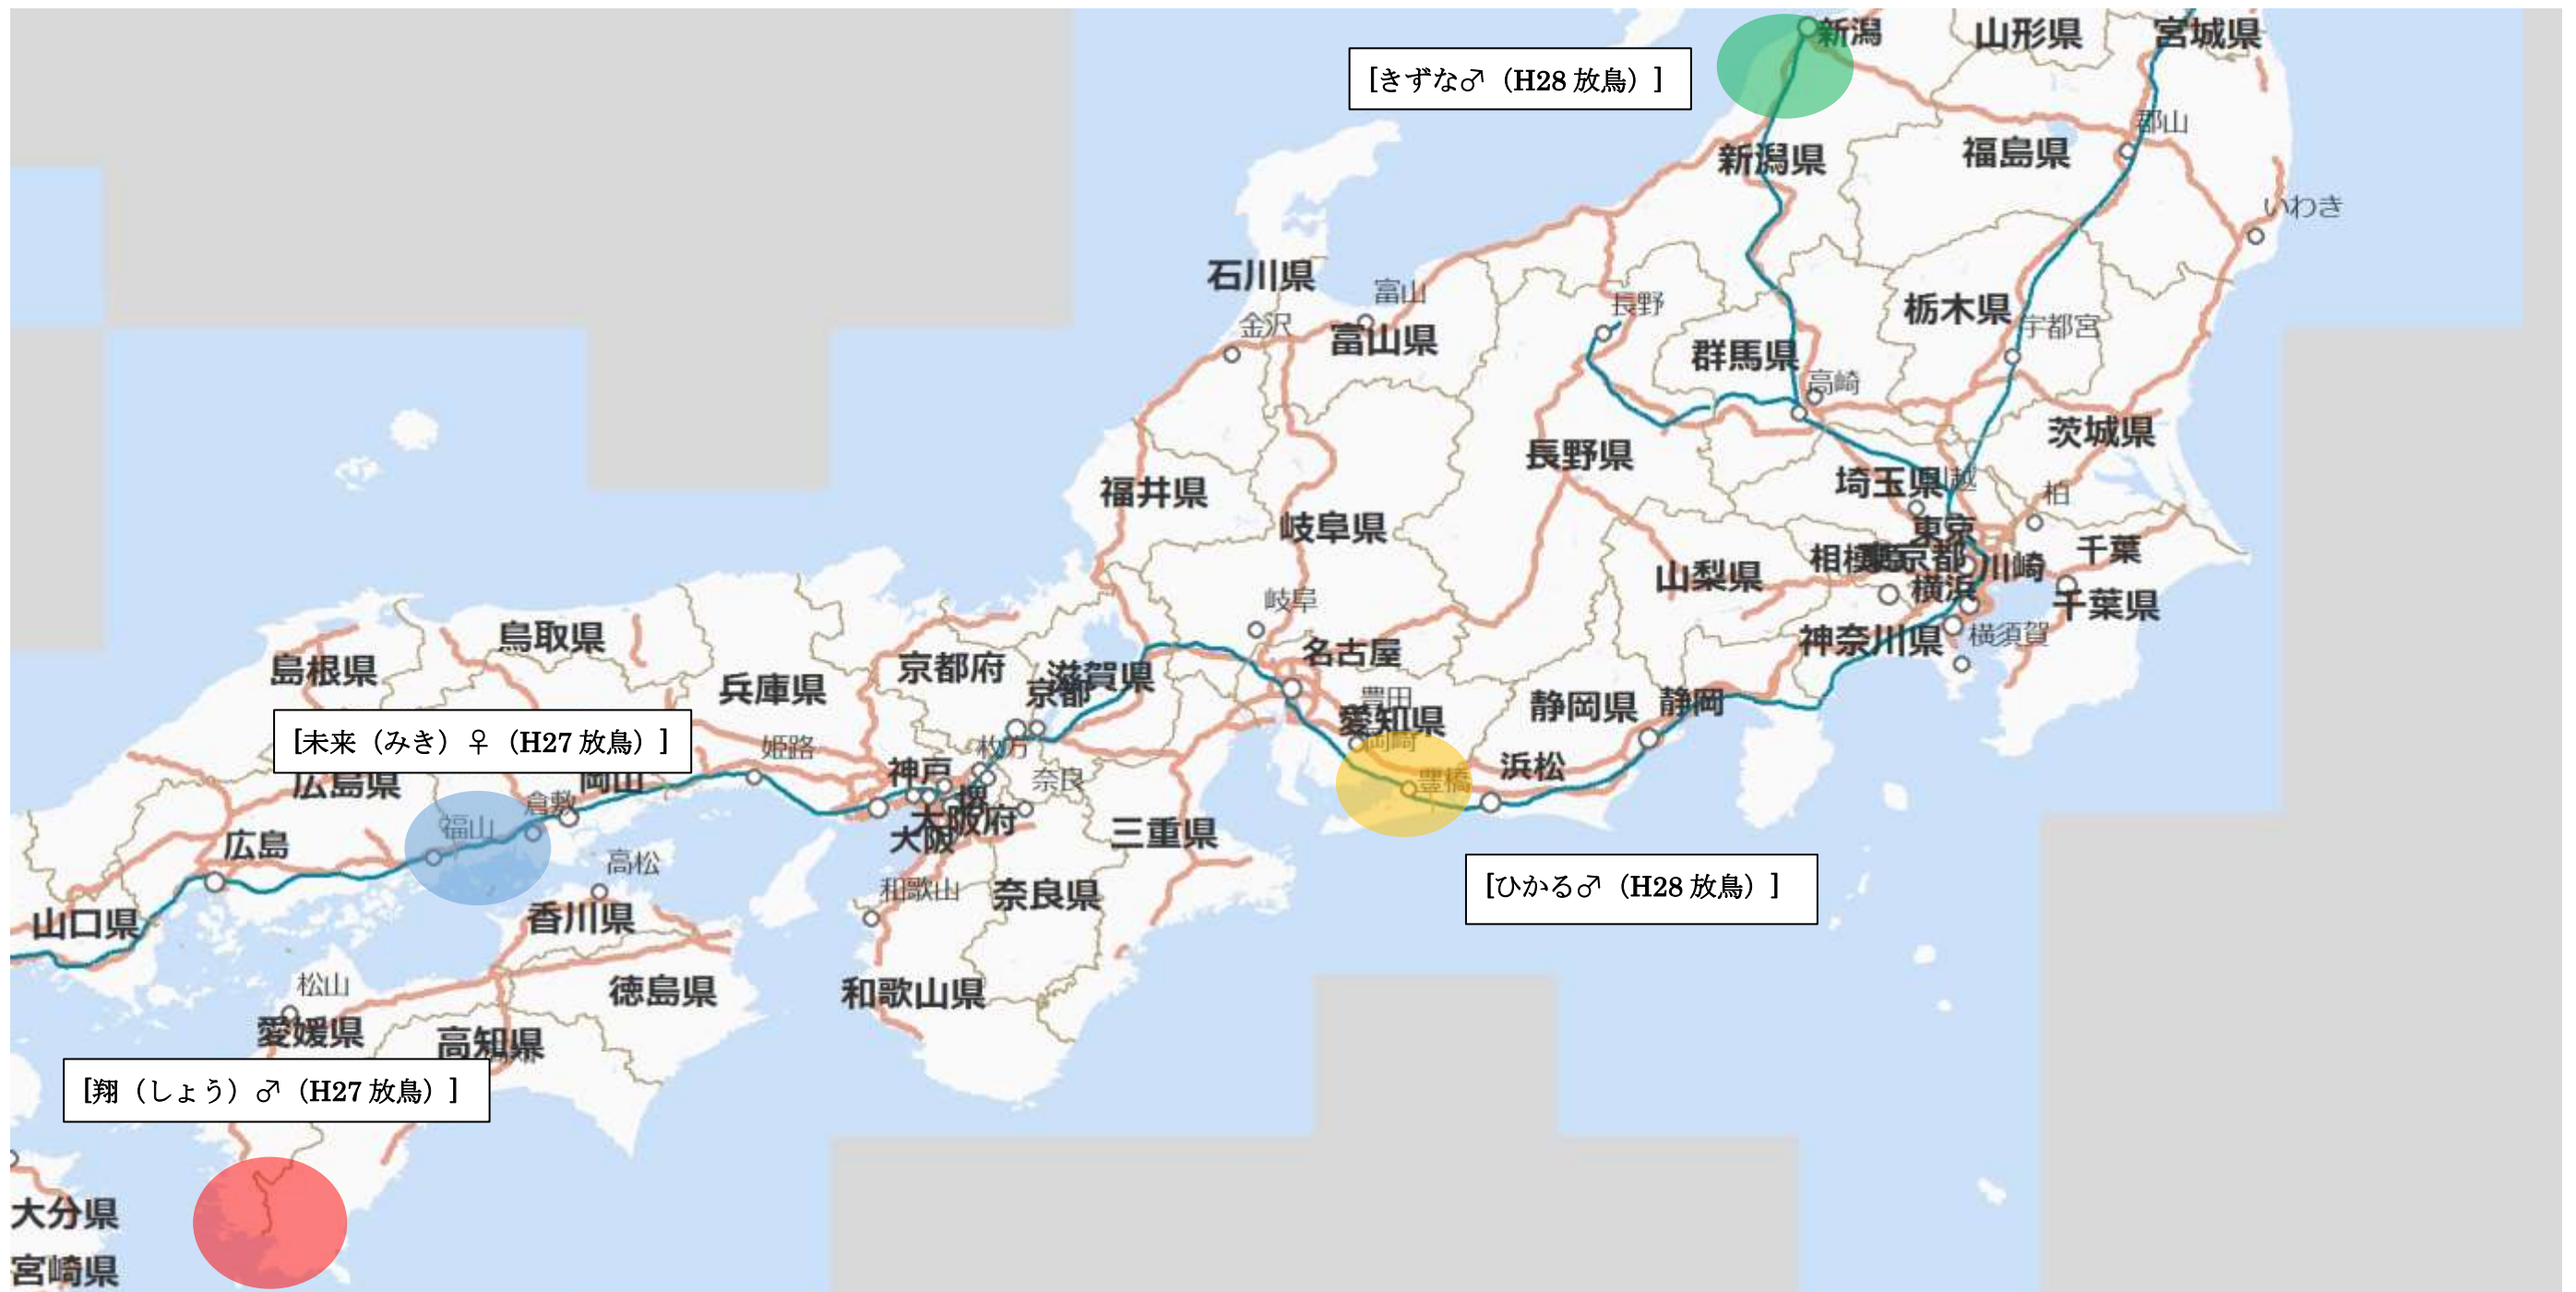 新潟
山形県
宮城県
[きずな♂（H28 放鳥）]
郡山
新潟県
福島県
いわき
石川県
富山
長野
栃木県
金沢
富山県
宇都宮
群馬県
高崎
茨城県
長野県
埼玉県
川越
福井県
柏
岐阜県
東京
千葉
東京都
川崎
山梨県
横浜
岐阜
千葉県
鳥取県
神奈川県
横須賀
島根県
京都府
名古屋
滋賀県
兵庫県
京都
豊田
静岡県
静岡
愛知県
[未来（みき）♀（H27 放鳥）]
姫路
枚方
岡崎
神戸
奈良
浜松
広島県
岡山
豊橋
倉敷
堺
福山
大阪府
三重県
広島
大阪
高松
[ひかる♂（H28 放鳥）]
和歌山
奈良県
山口県
香川県
松山
徳島県
和歌山県
愛媛県
高知県
[翔（しょう）♂（H27 放鳥）]
大分県
宮崎県